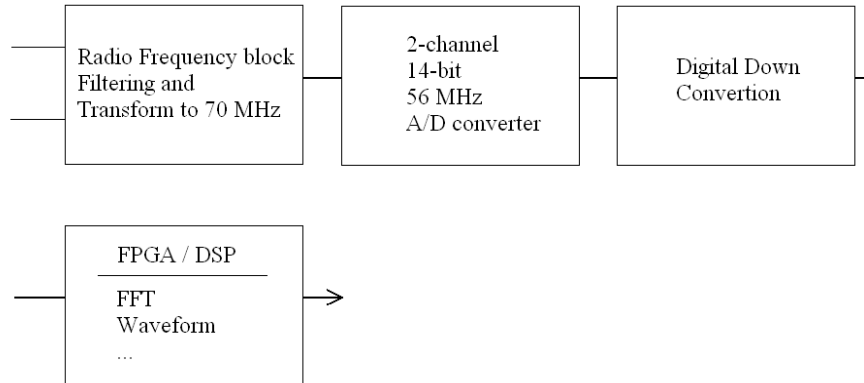 Radio Frequency block
Filtering and
Transform to 70 MHz
2-channel
14-bit
56 MHz
A/D converter
Digital Down
Convertion
FPGA / DSP
FFT
Waveform
...